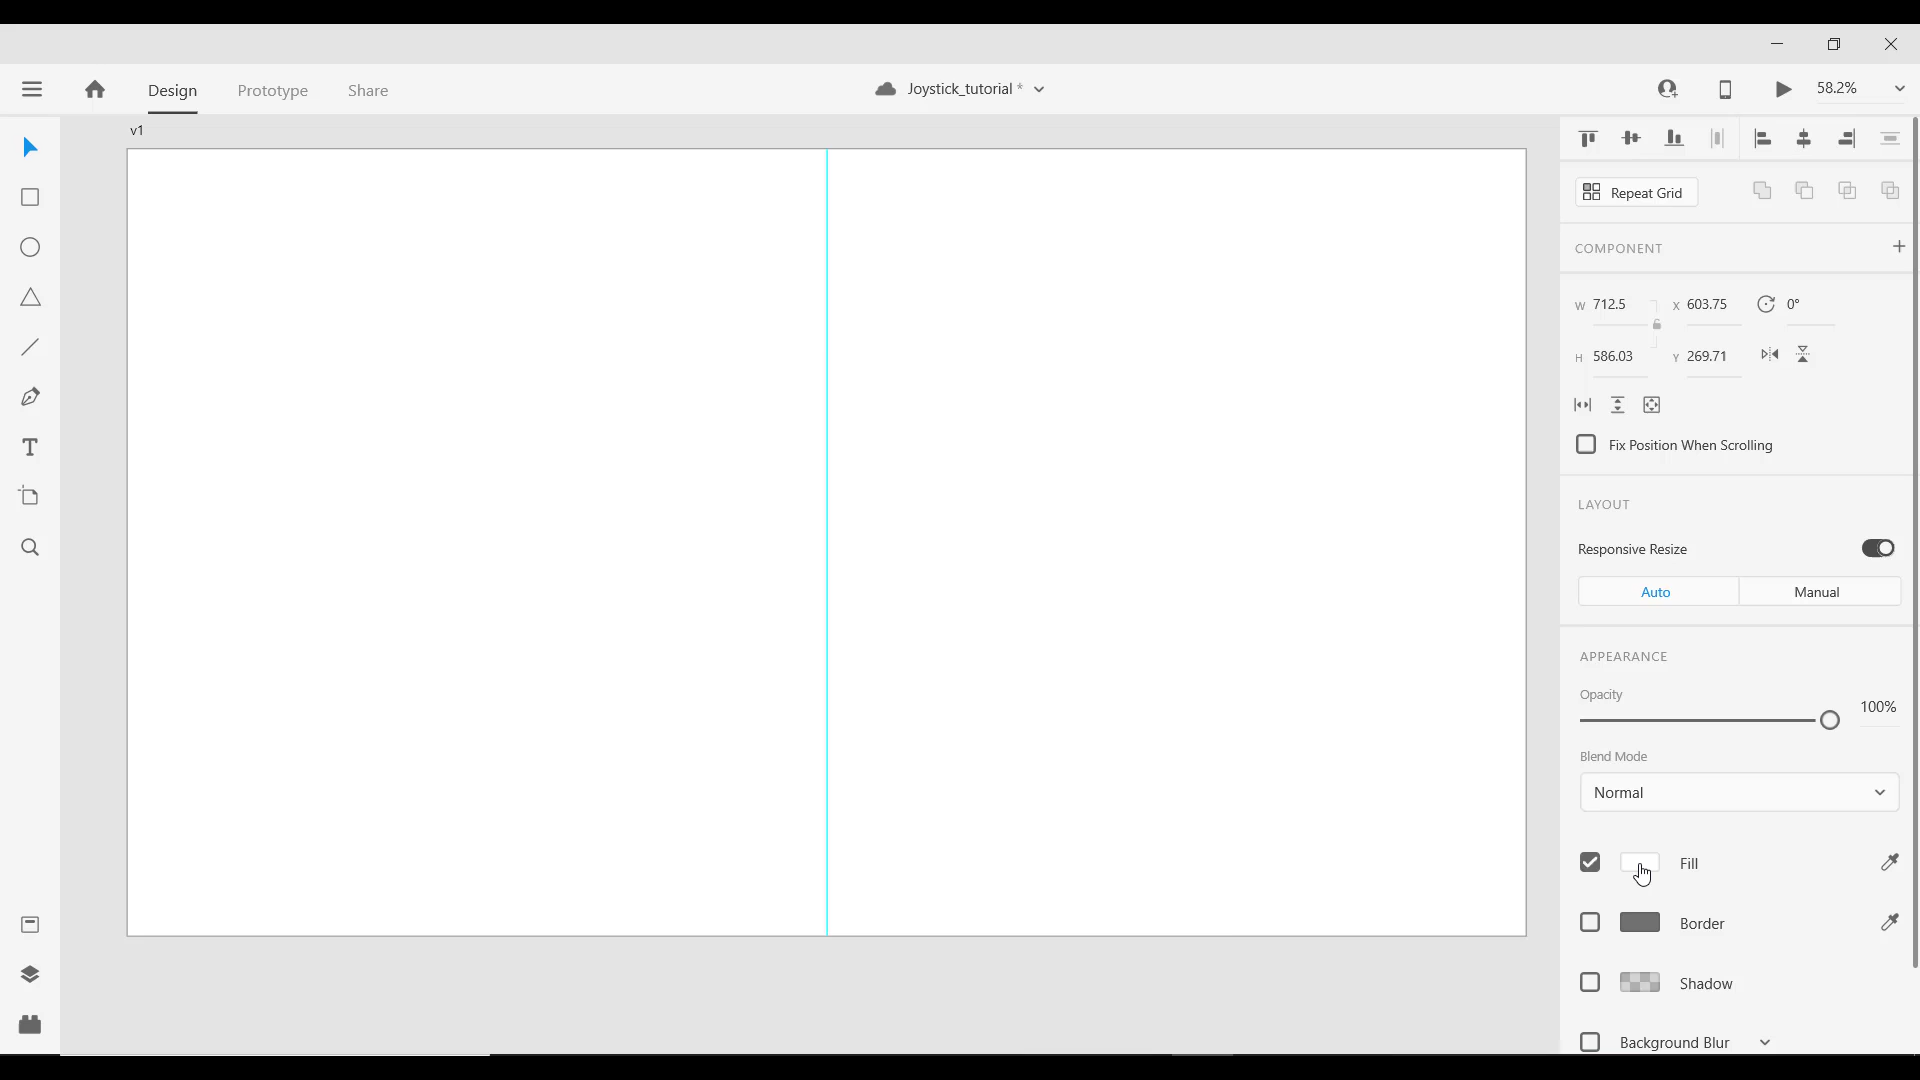 Design
Prototype
Share
Joystick_tutorial *
58.2%
v1
Repeat Grid
COMPONENT
W 712.5
X 603.75
0°
H 586.03
Y 269.71
Fix Position When Scrolling
LAYOUT
Responsive Resize
Auto
Manual
APPEARANCE
Opacity
100%
Blend Mode
Normal
Fill
Border
Shadow
Background Blur